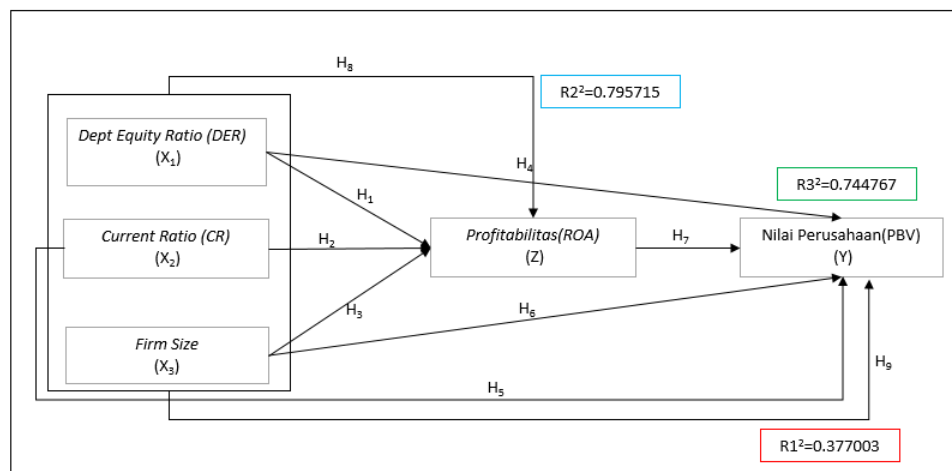 H₈
R2²=0.795715
Dept Equity Ratio (DER)
(X₁)
H₄
R3²=0.744767
H₁
Current Ratio (CR)
(X₂)
H₂
Profitabilitas(ROA)
(Z)
H₇
Nilai Perusahaan(PBV)
(Y)
H₃
H₆
Firm Size
(X₃)
H₅
H₉
R1²=0.377003